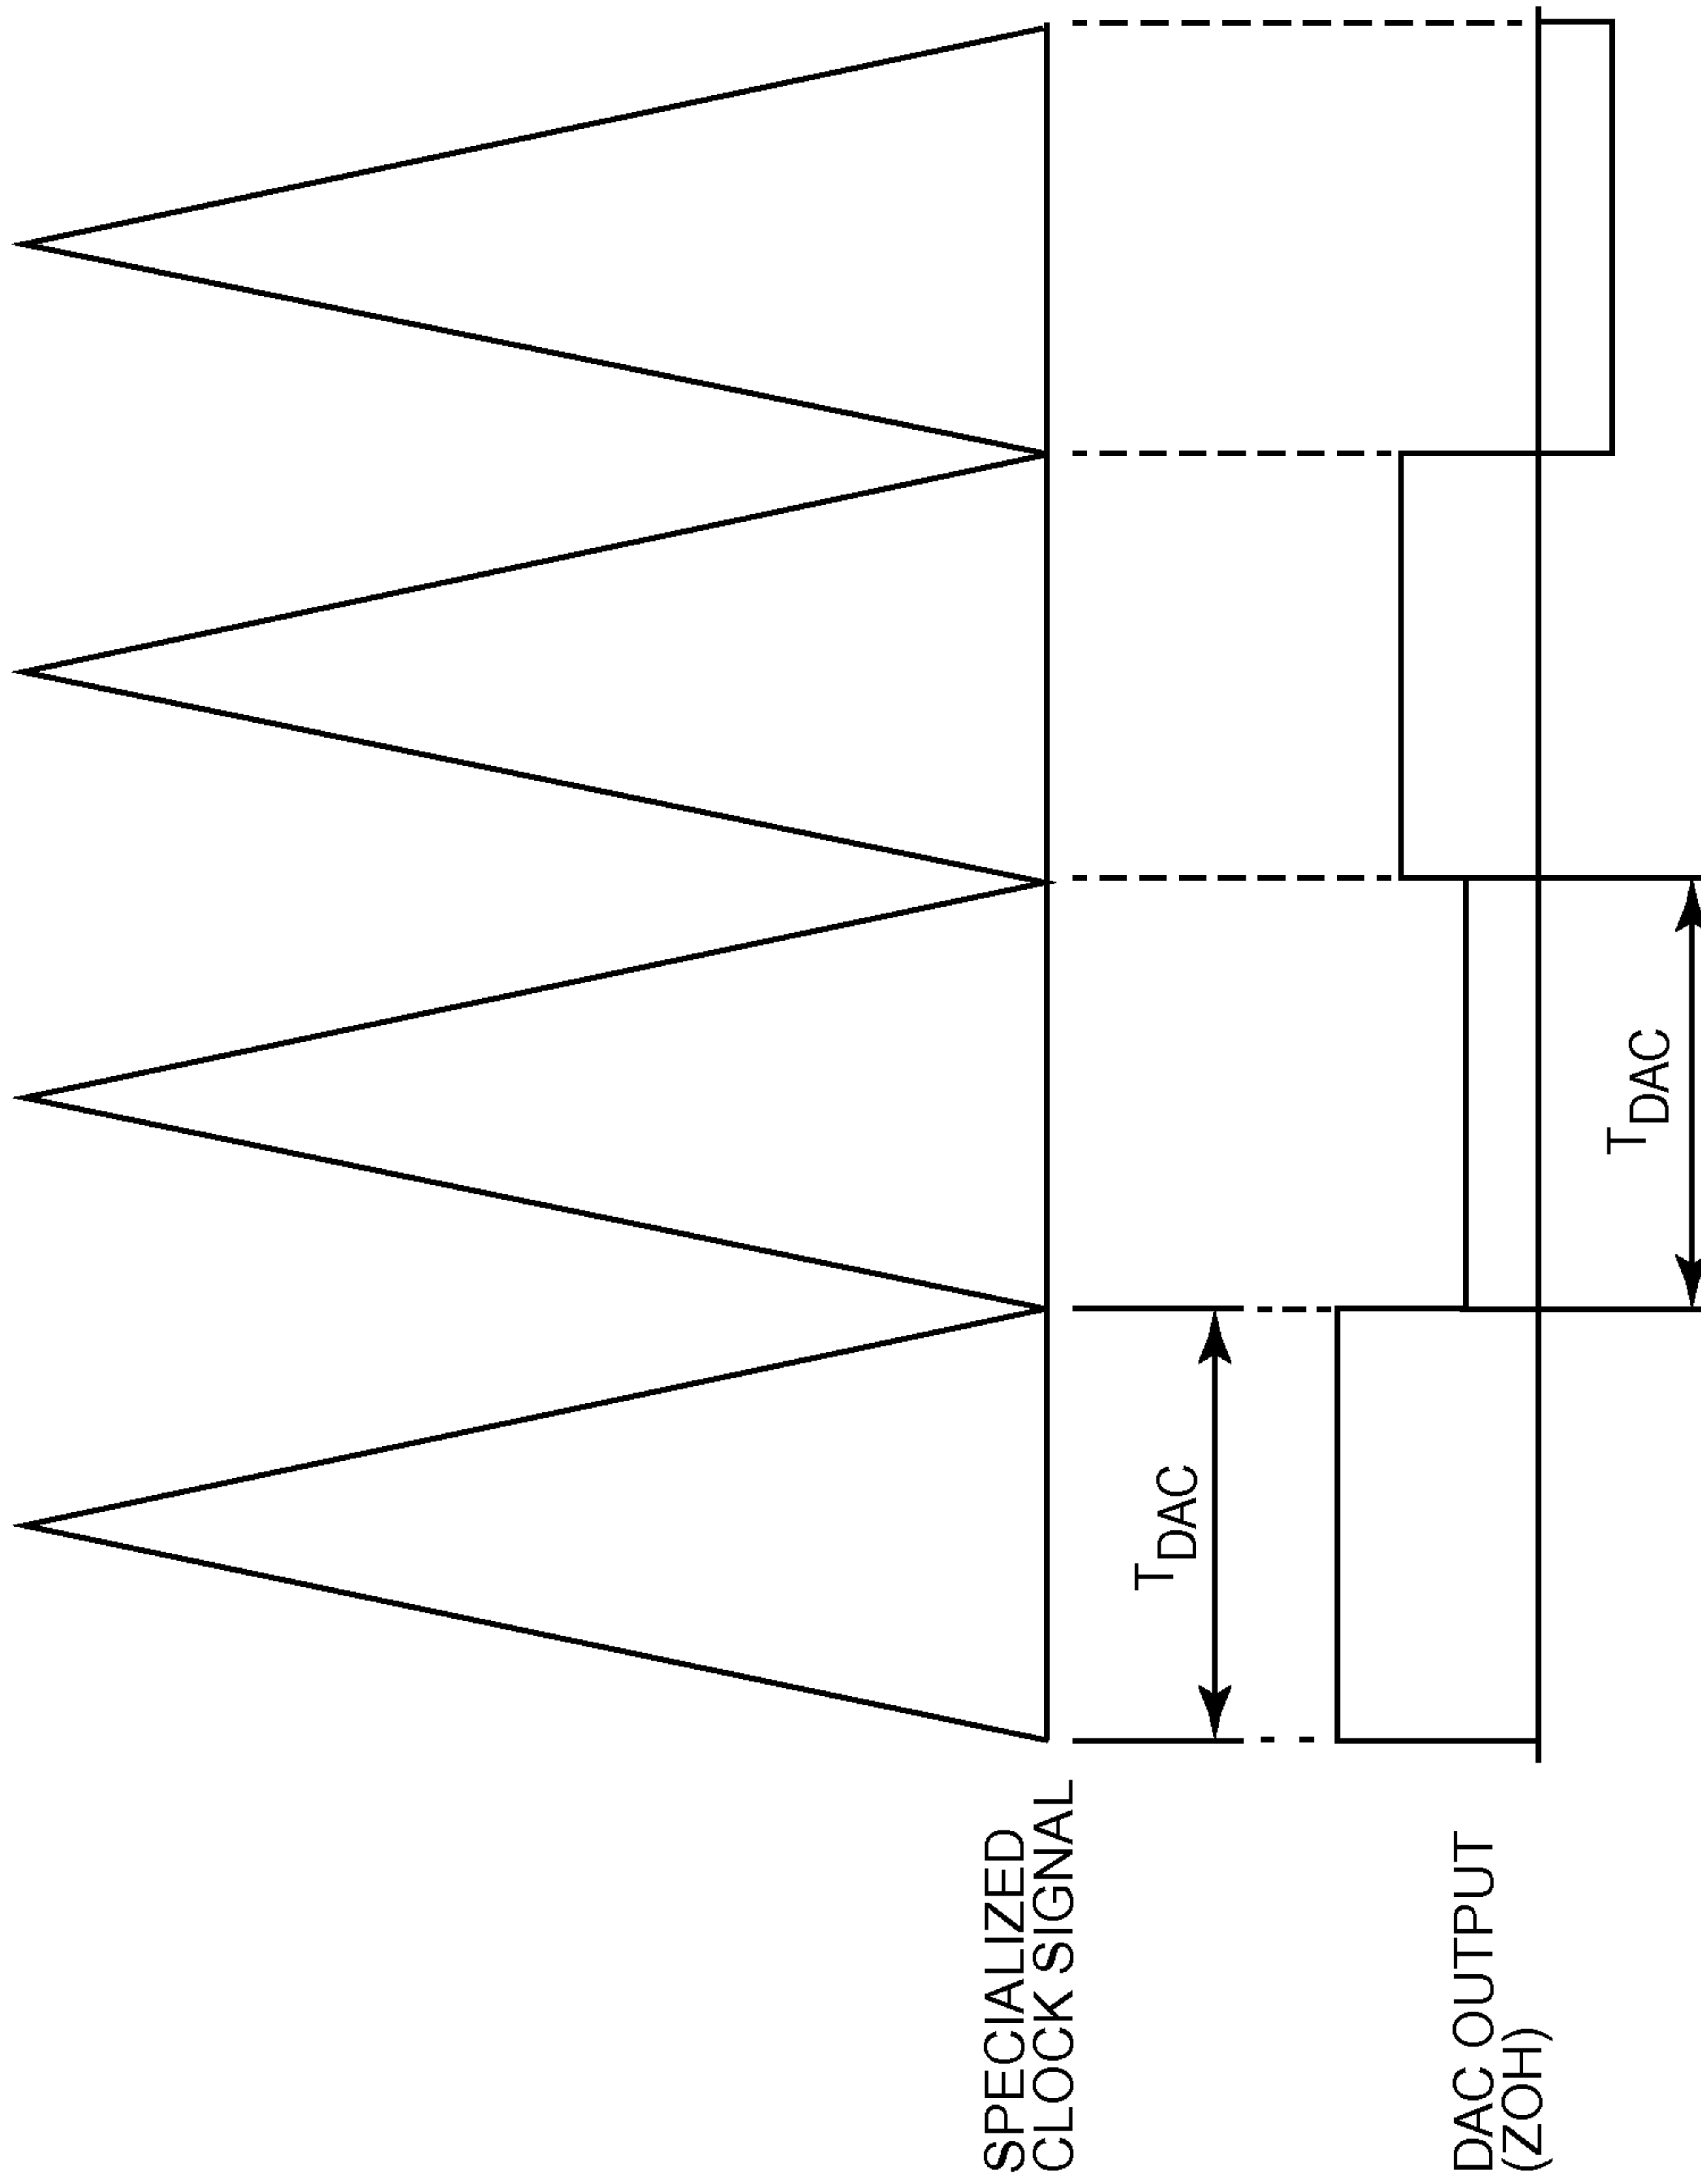 SPECIALIZED
CLOCK SIGNAL
TDAC
DAC OUTPUT
(ZOH)
TDAC